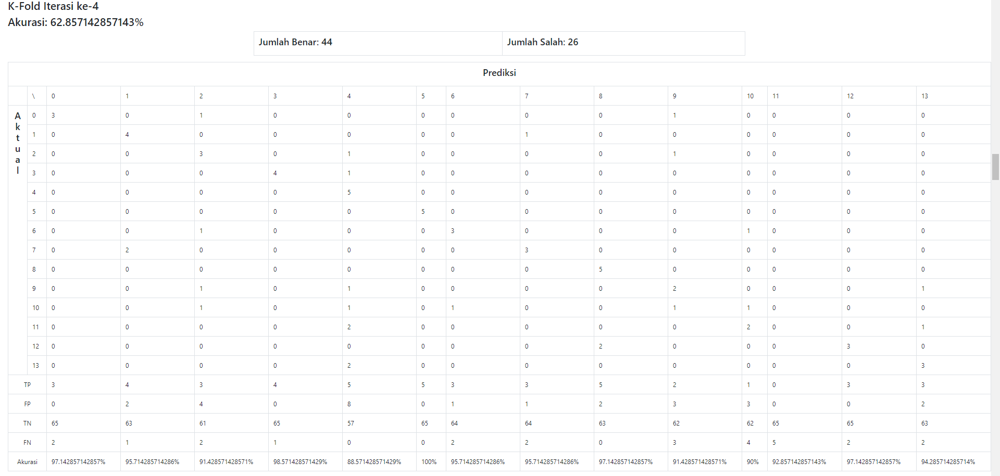 K-Fold Iterasi ke-4
Akurasi: 62.857142857143%
Jumlah Benar: 44 Jumlah Salah: 26
Prediksi
\ 0 1 2 3 4 5 6 7 8 9 10 11 12 13
Aktual
0 3 0 1 0 0 0 0 0 0 1 0 0 0 0
1 0 4 0 0 0 0 0 1 0 0 0 0 0 0
2 0 0 3 0 1 0 0 0 0 1 0 0 0 0
3 0 0 0 4 1 0 0 0 0 0 0 0 0 0
4 0 0 0 0 5 0 0 0 0 0 0 0 0 0
5 0 0 0 0 0 5 0 0 0 0 0 0 0 0
6 0 0 1 0 0 0 3 0 0 0 1 0 0 0
7 0 2 0 0 0 0 0 3 0 0 0 0 0 0
8 0 0 0 0 0 0 0 0 5 0 0 0 0 0
9 0 0 1 0 1 0 0 0 0 2 0 0 0 1
10 0 0 1 0 1 0 1 0 0 1 1 0 0 0
11 0 0 0 0 2 0 0 0 0 0 2 0 0 1
12 0 0 0 0 0 0 0 0 2 0 0 0 3 0
13 0 0 0 0 2 0 0 0 0 0 0 0 0 3
TP 3 4 3 4 5 5 3 3 5 2 1 0 3 3
FP 0 2 4 0 8 0 1 1 2 3 3 0 0 2
TN 65 63 61 65 57 65 64 64 63 62 62 65 65 63
FN 2 1 2 1 0 0 2 2 0 3 4 5 2 2
Akurasi 97.142857142857% 95.714285714286% 91.428571428571% 98.571428571429% 88.571428571429% 100% 95.714285714286% 95.714285714286% 97.142857142857% 91.428571428571% 90% 92.857142857143% 97.142857142857% 94.285714285714%